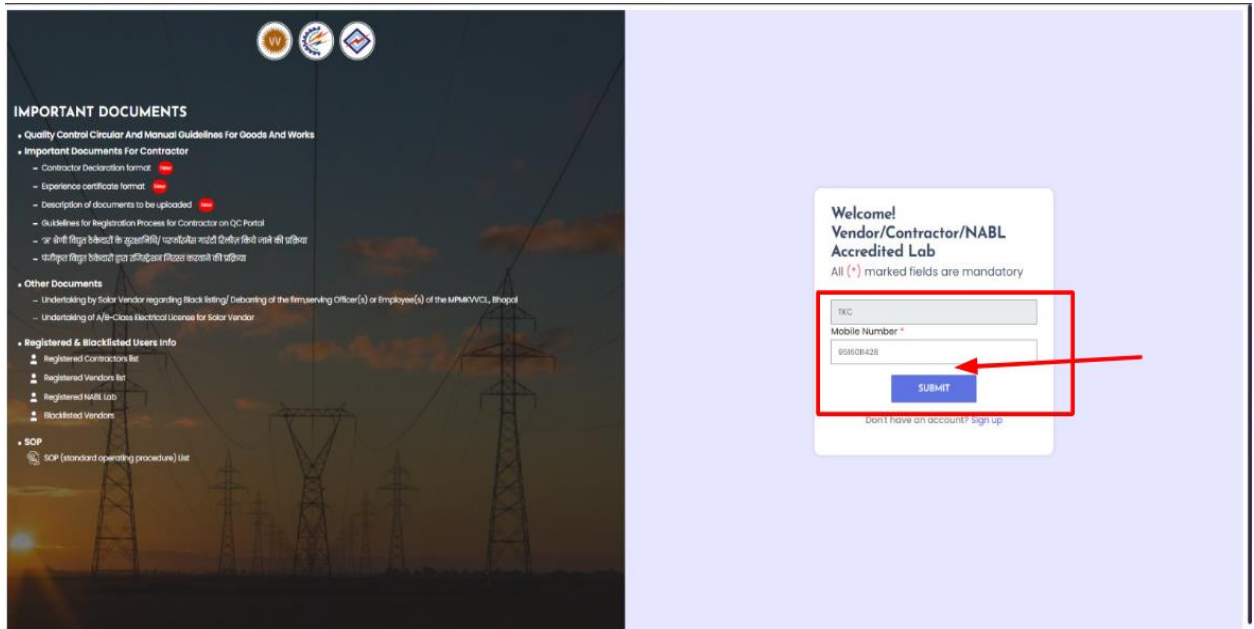 IMPORTANT DOCUMENTS
• Quality Control Circular And Manual Guidelines For Goods And Works
• Important Documents For Contractor
– Contractor Declaration format New
– Experience certificate format New
– Description of documents to be uploaded New
– Guidelines for Registration Process for Contractor on QC Portal
– 'अ' श्रेणी विद्युत ठेकेदारों के सुरक्षानिधि/ परफॉरमेंस गारंटी रिलीज़ किये जाने की प्रक्रिया
– पंजीकृत विद्युत ठेकेदारों द्वारा रजिस्ट्रेशन निरस्त करवाने की प्रक्रिया
• Other Documents
– Undertaking by Solar Vendor regarding Black listing/ Debarring of the firm,serving Officer(s) or Employee(s) of the MPMKVVCL, Bhopal
– Undertaking of A/B-Class Electrical License for Solar Vendor
• Registered & Blacklisted Users Info
Registered Contractors list
Registered Vendors list
Registered NABL Lab
Blacklisted Vendors
• SOP
SOP (standard operating procedure) List
Welcome!
Vendor/Contractor/NABL
Accredited Lab
All (*) marked fields are mandatory
TKC
Mobile Number *
SUBMIT
Don't have an account? Sign up